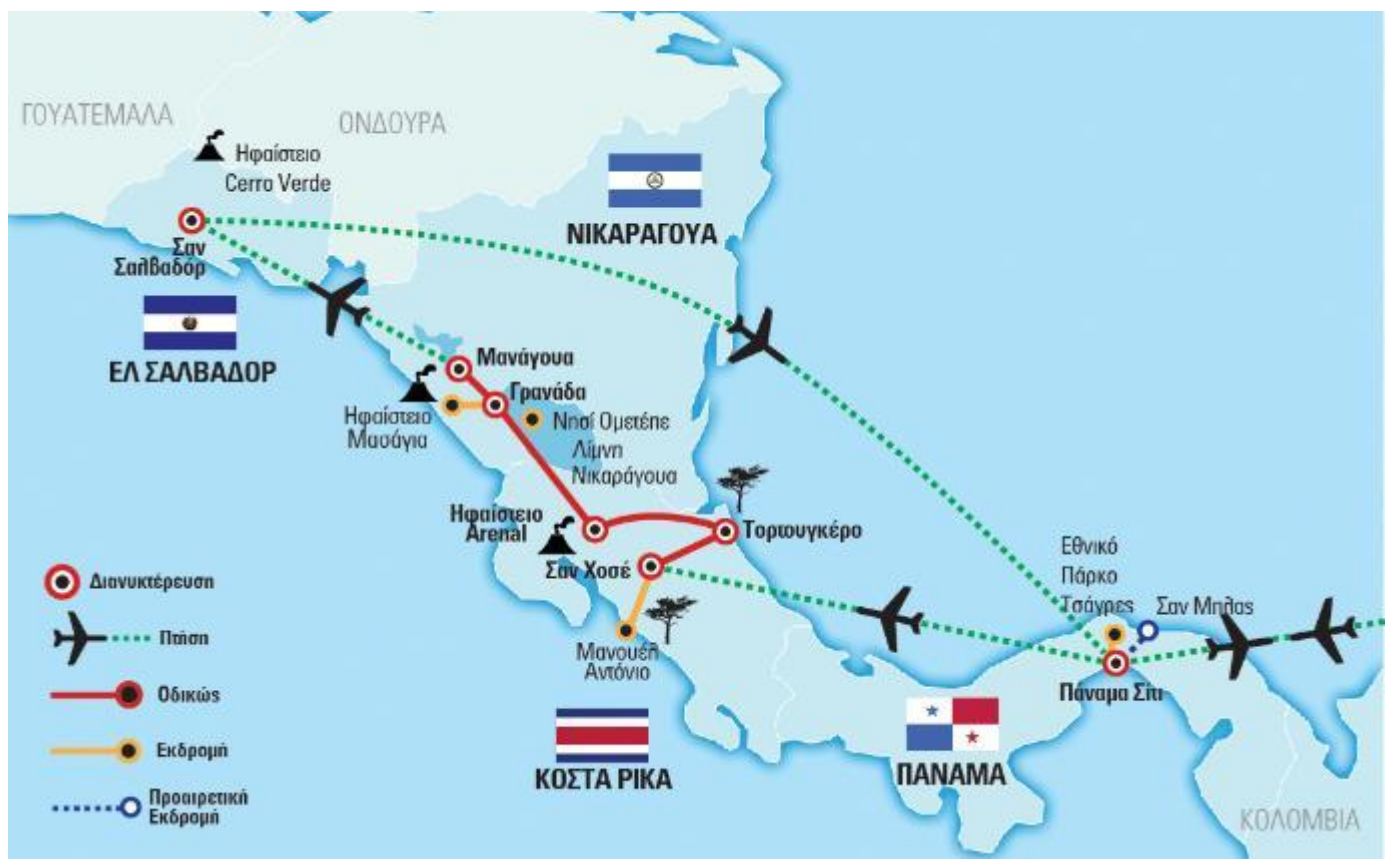 ΓΟΥΑΤΕΜΑΛΑ
ΟΝΔΟΥΡΑ
Ηφαίστειο
Cerro Verde
ΝΙΚΑΡΑΓΟΥΑ
Σαν
Σαλβαδόρ
ΕΛ ΣΑΛΒΑΔΟΡ
Μανάγουα
Γρανάδα
Ηφαίστειο
Μασάγια
Νησί Ομετέπε
Λίμνη
Νικαράγουα
Ηφαίστειο
Arenal
Τορτουγκέρο
Σαν Χοσέ
Εθνικό
Πάρκο
Τσάγρες
Σαν Μπλας
Μανουέλ
Αντόνιο
Πάναμα Σίτι
ΚΟΣΤΑ ΡΙΚΑ
ΠΑΝΑΜΑ
ΚΟΛΟΜΒΙΑ
Διανυκτέρευση
Πτήση
Οδικώς
Εκδρομή
Προαιρετική
Εκδρομή